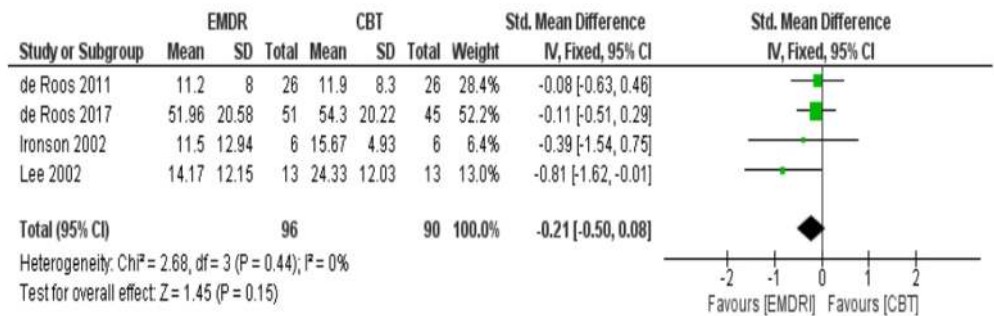 EMDR CBT Std. Mean Difference Std. Mean Difference
Study or Subgroup Mean SD Total Mean SD Total Weight IV, Fixed, 95% CI IV, Fixed, 95% CI
de Roos 2011 11.2 8 26 11.9 8.3 26 28.4% -0.08 [-0.63, 0.46]
de Roos 2017 51.96 20.58 51 54.3 20.22 45 52.2% -0.11 [-0.51, 0.29]
Ironson 2002 11.5 12.94 6 15.67 4.93 6 6.4% -0.39 [-1.54, 0.75]
Lee 2002 14.17 12.15 13 24.33 12.03 13 13.0% -0.81 [-1.62, -0.01]
Total (95% CI) 96 90 100.0% -0.21 [-0.50, 0.08]
Heterogeneity: Chi² = 2.68, df = 3 (P = 0.44); I² = 0%
Test for overall effect: Z = 1.45 (P = 0.15)
-2 -1 0 1 2
Favours [EMDRI] Favours [CBT]